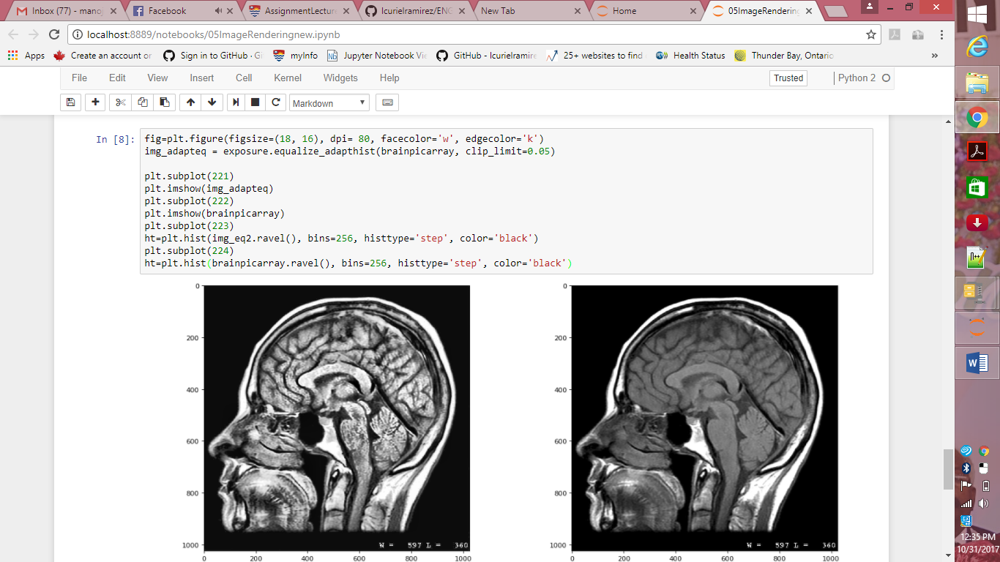 Inbox (77) - mano
Facebook
AssignmentLecture
lcurielramirez/ENG
New Tab
Home
05ImageRendering
localhost:8889/notebooks/05ImageRenderingnew.ipynb
Apps
Create an account or
Sign in to GitHub · Gi
myInfo
Jupyter Notebook Vie
GitHub - lcurielramire
25+ websites to find
Health Status
Thunder Bay, Ontario
»
File Edit View Insert Cell Kernel Widgets Help
Trusted
Python 2
Markdown
In [8]:
fig=plt.figure(figsize=(18, 16), dpi= 80, facecolor='w', edgecolor='k')
img_adapteq = exposure.equalize_adapthist(brainpicarray, clip_limit=0.05)
plt.subplot(221)
plt.imshow(img_adapteq)
plt.subplot(222)
plt.imshow(brainpicarray)
plt.subplot(223)
ht=plt.hist(img_eq2.ravel(), bins=256, histtype='step', color='black')
plt.subplot(224)
ht=plt.hist(brainpicarray.ravel(), bins=256, histtype='step', color='black')
0
200
400
600
800
1000
W = 597 L = 360
0 200 400 600 800 1000
0
200
400
600
800
1000
W = 597 L = 360
0 200 400 600 800 1000
12:35 PM
10/31/2017